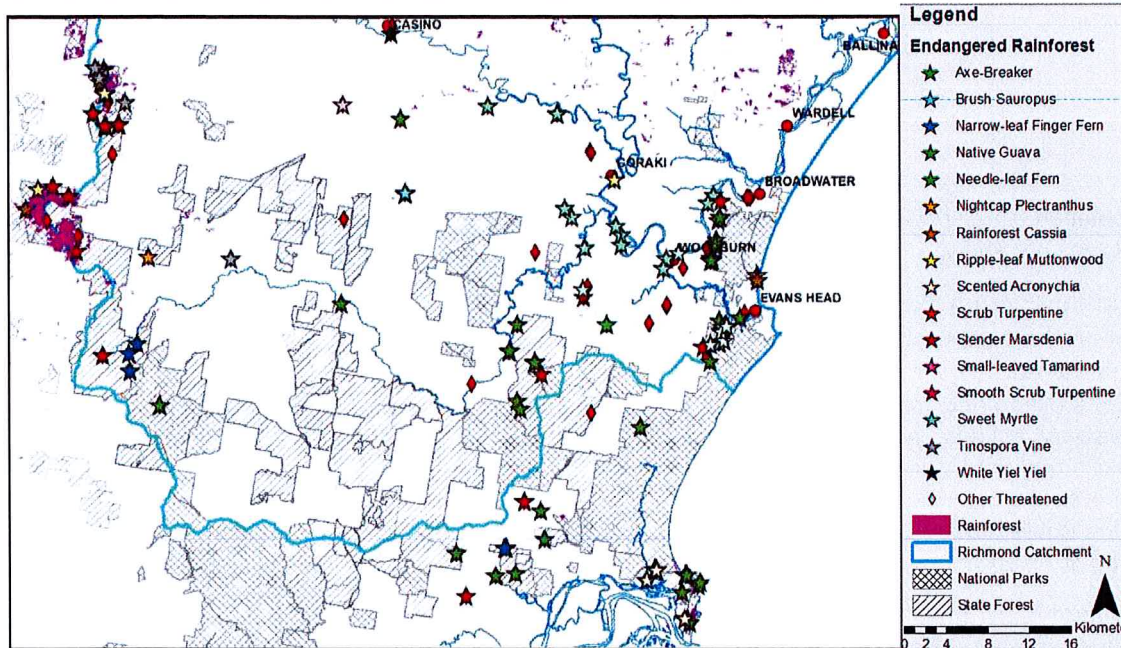 CASINO
BALLINA
WARDELL
CORAKI
BROADWATER
WOODBURN
EVANS HEAD
Legend
Endangered Rainforest
Axe-Breaker
Brush Sauropus
Narrow-leaf Finger Fern
Native Guava
Needle-leaf Fern
Nightcap Plectranthus
Rainforest Cassia
Ripple-leaf Muttonwood
Scented Acronychia
Scrub Turpentine
Slender Marsdenia
Small-leaved Tamarind
Smooth Scrub Turpentine
Sweet Myrtle
Tinospora Vine
White Yiel Yiel
Other Threatened
Rainforest
Richmond Catchment
National Parks
State Forest
N
Kilomete
0 2 4 8 12 16